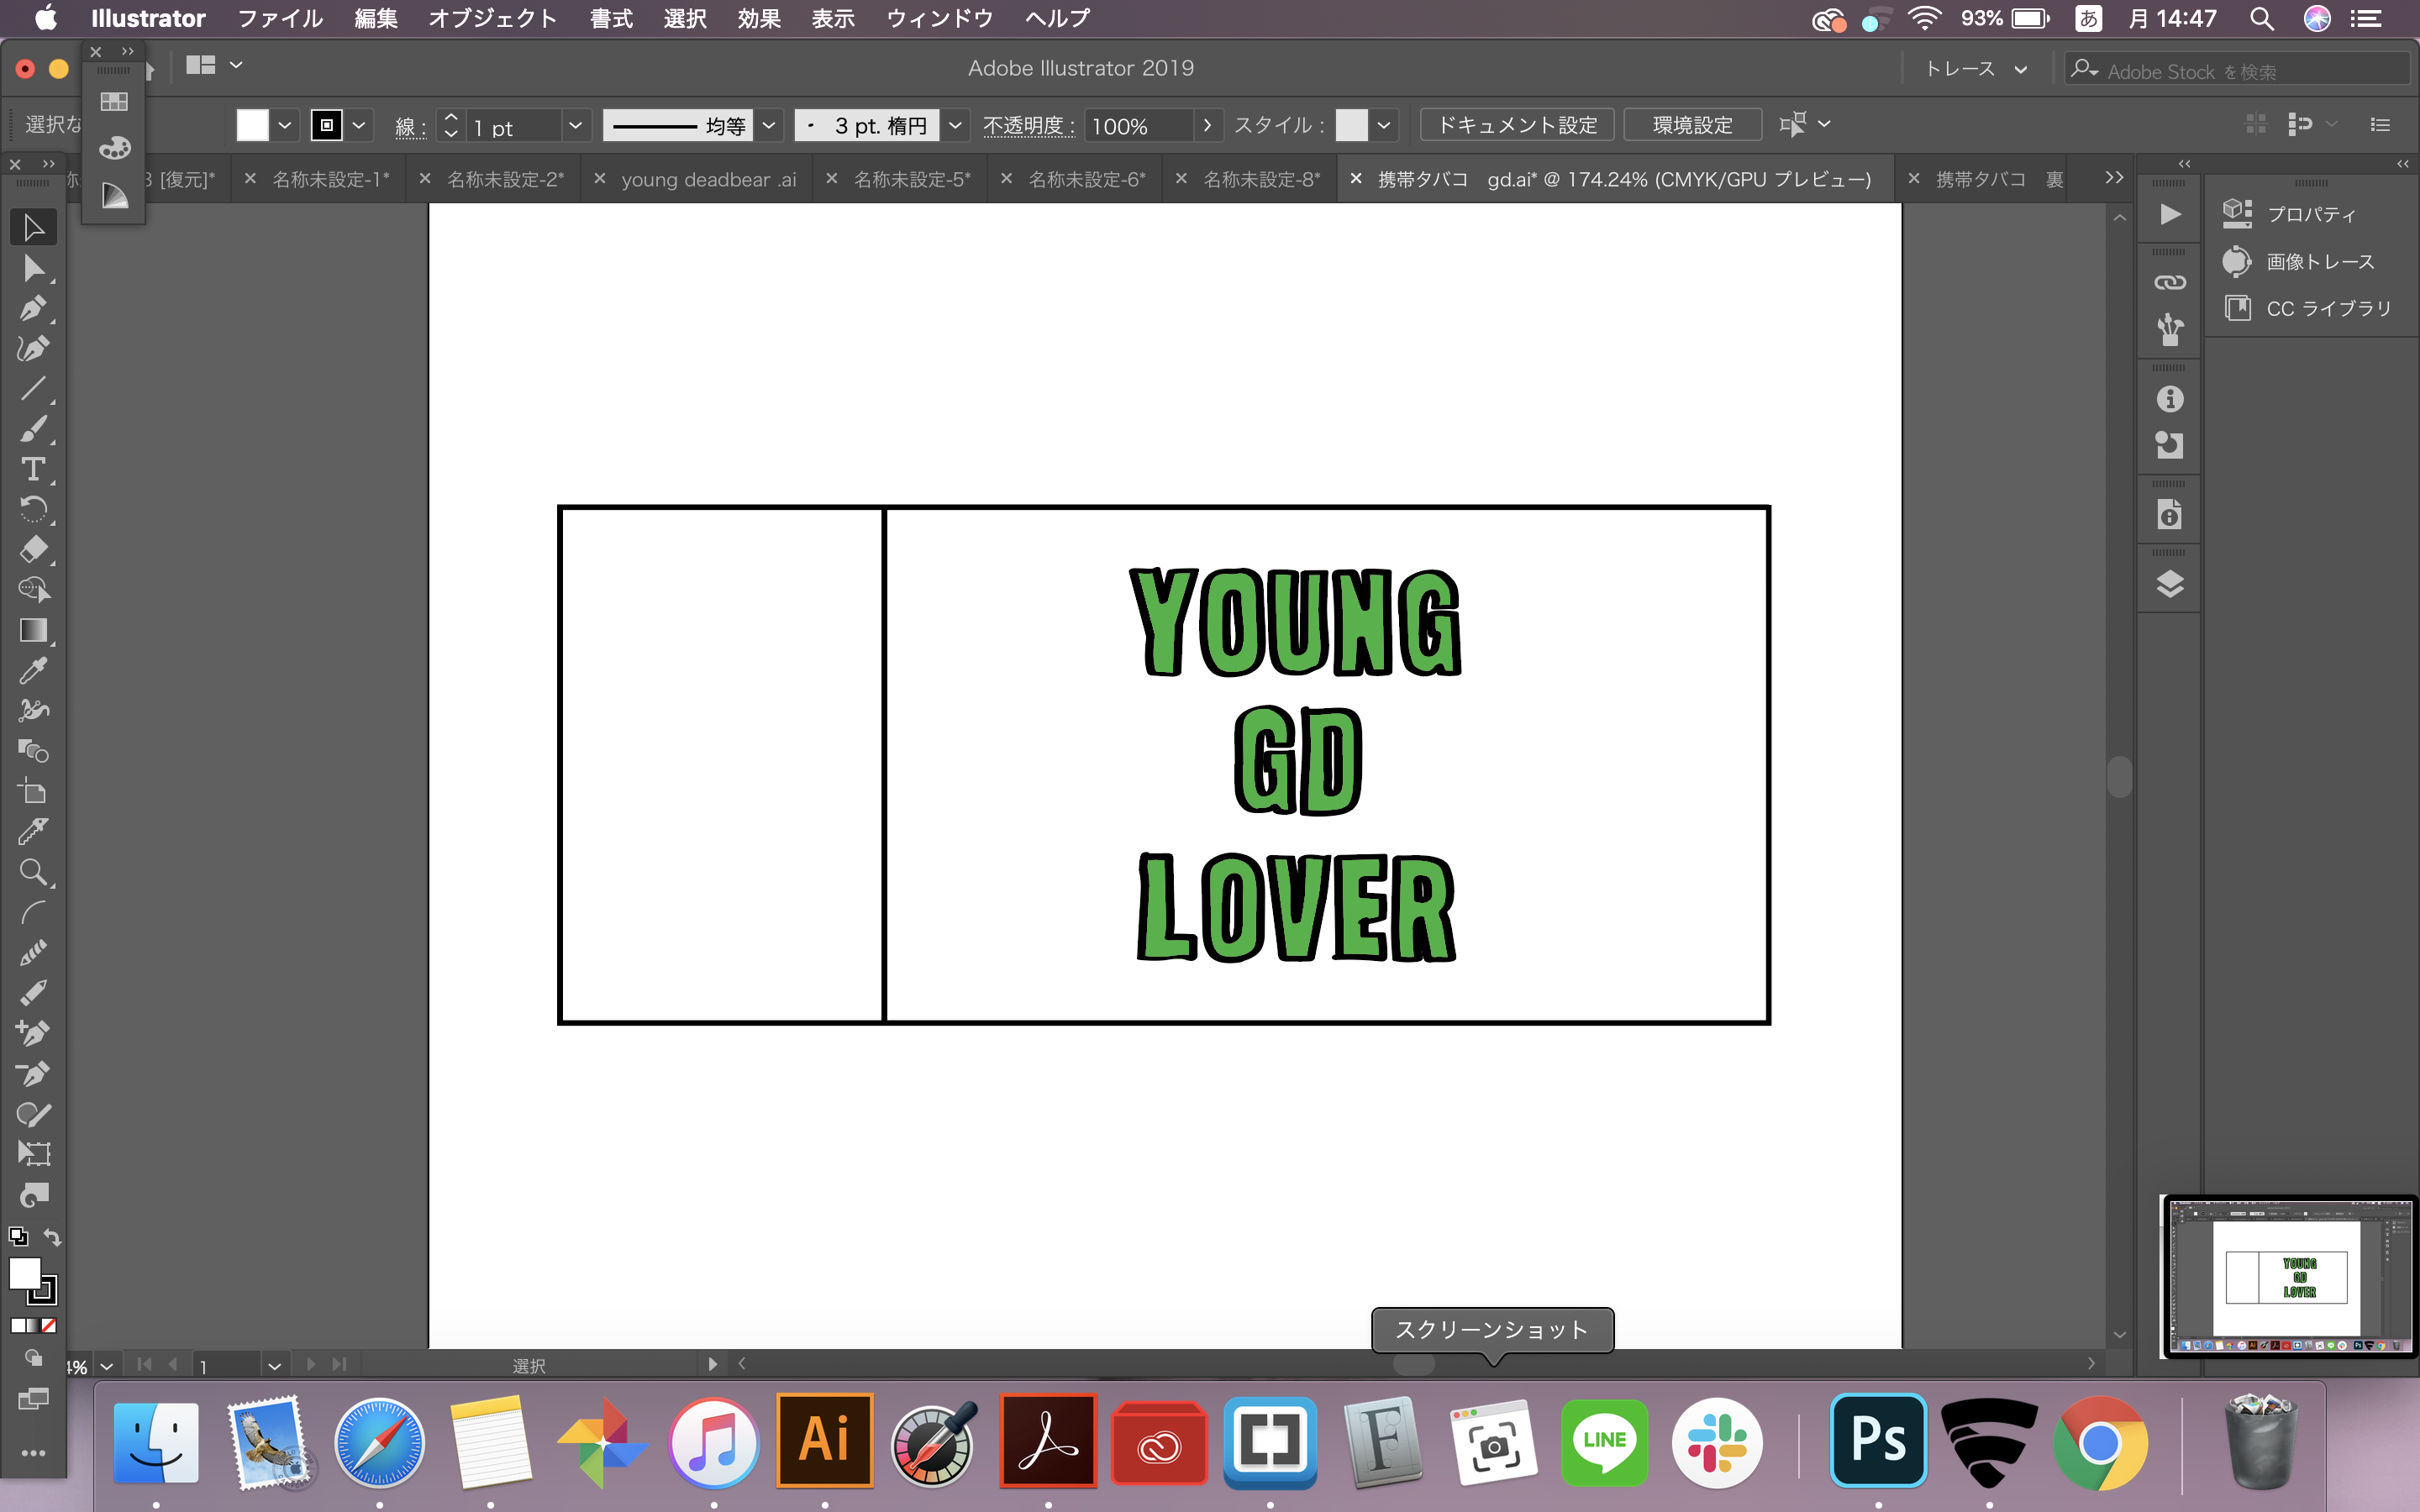 Illustrator ファイル 編集 オブジェクト 書式 選択 効果 表示 ウィンドウ ヘルプ 93% あ 月 14:47
Adobe Illustrator 2019 トレース Adobe Stock を検索
選択な 線 : 1 pt 均等 3 pt. 楕円 不透明度 : 100% スタイル : ドキュメント設定 環境設定
[復元]* 名称未設定-1* 名称未設定-2* young deadbear .ai 名称未設定-5* 名称未設定-6* 名称未設定-8* 携帯タバコ gd.ai* @ 174.24% (CMYK/GPU プレビュー) 携帯タバコ 裏
プロパティ
画像トレース
CC ライブラリ
YOUNG
GD
LOVER
YOUNG
GD
LOVER
スクリーンショット
4% 1 選択
Ai F LINE Ps